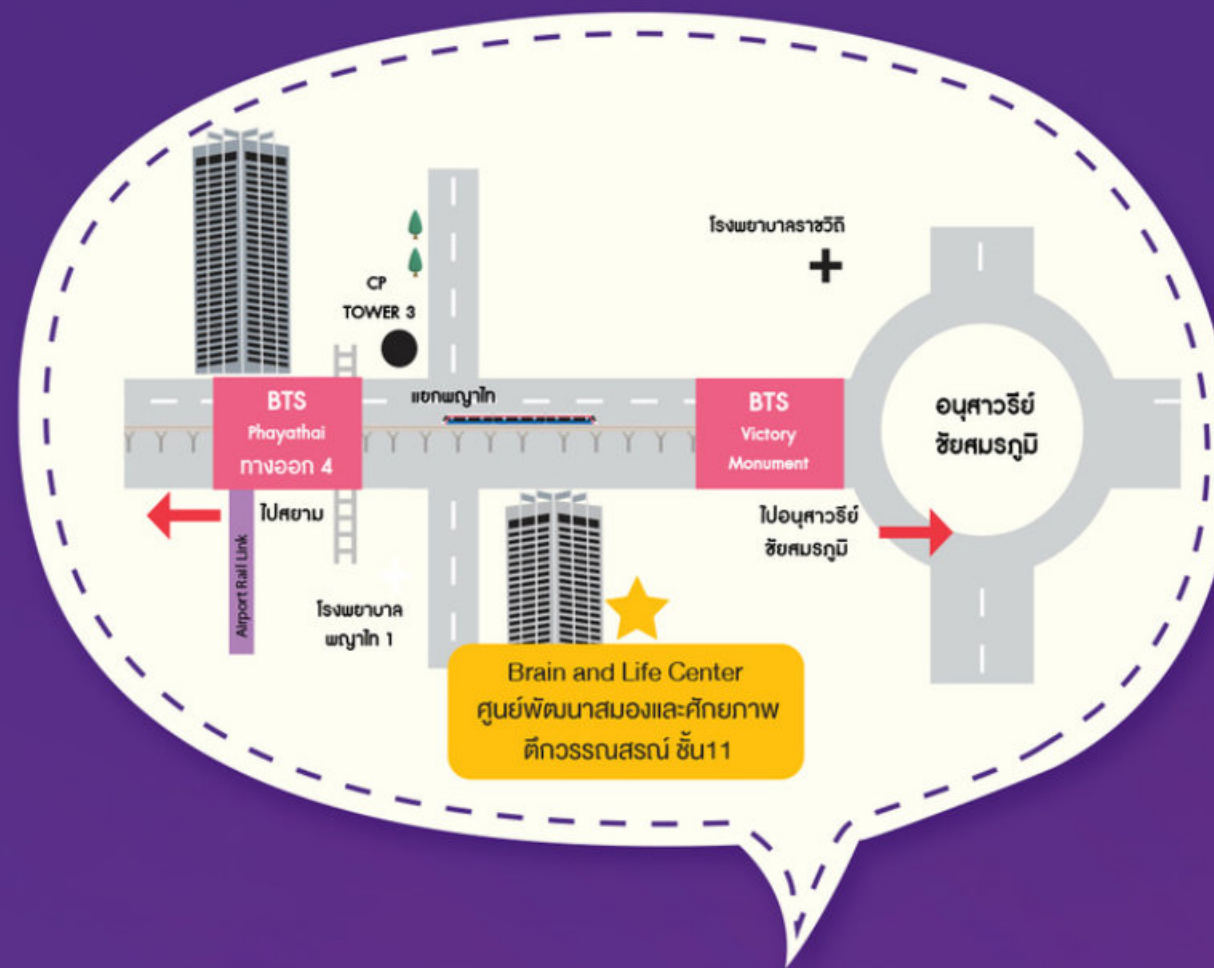 โรงพยาบาลราชวิถี
CP
TOWER 3
BTS
Phayathai
ทางออก 4
แยกพญาไท
BTS
Victory
Monument
อนุสาวรีย์
ชัยสมรภูมิ
ไปสยาม
ไปอนุสาวรีย์
ชัยสมรภูมิ
Airport Rail Link
โรงพยาบาล
พญาไท 1
Brain and Life Center
ศูนย์พัฒนาสมองและศักยภาพ
ตึกวรรณสรณ์ ชั้น11